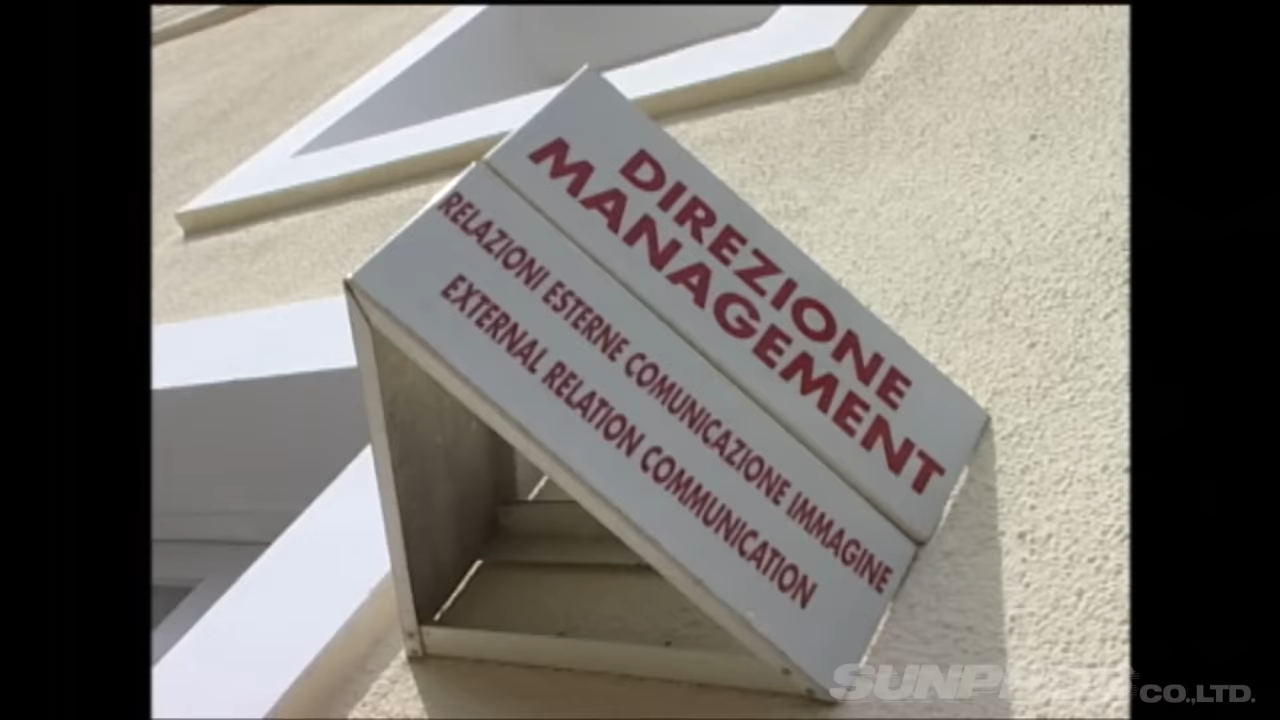 DIREZIONE
MANAGEMENT
RELAZIONI ESTERNE COMUNICAZIONE IMMAGINE
EXTERNAL RELATION COMMUNICATION
CO.,LTD.